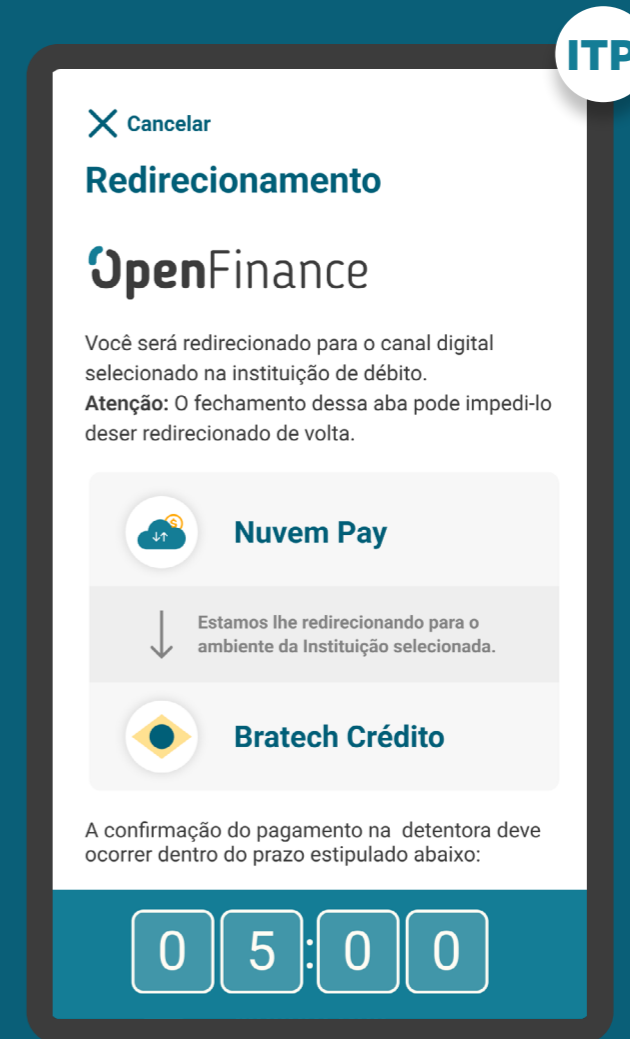 ITP
Cancelar
Redirecionamento
OpenFinance
Você será redirecionado para o canal digital
selecionado na instituição de débito.
Atenção: O fechamento dessa aba pode impedi-lo
deser redirecionado de volta.
Nuvem Pay
Estamos lhe redirecionando para o
ambiente da Instituição selecionada.
Bratech Crédito
A confirmação do pagamento na  detentora deve
ocorrer dentro do prazo estipulado abaixo:
05:00